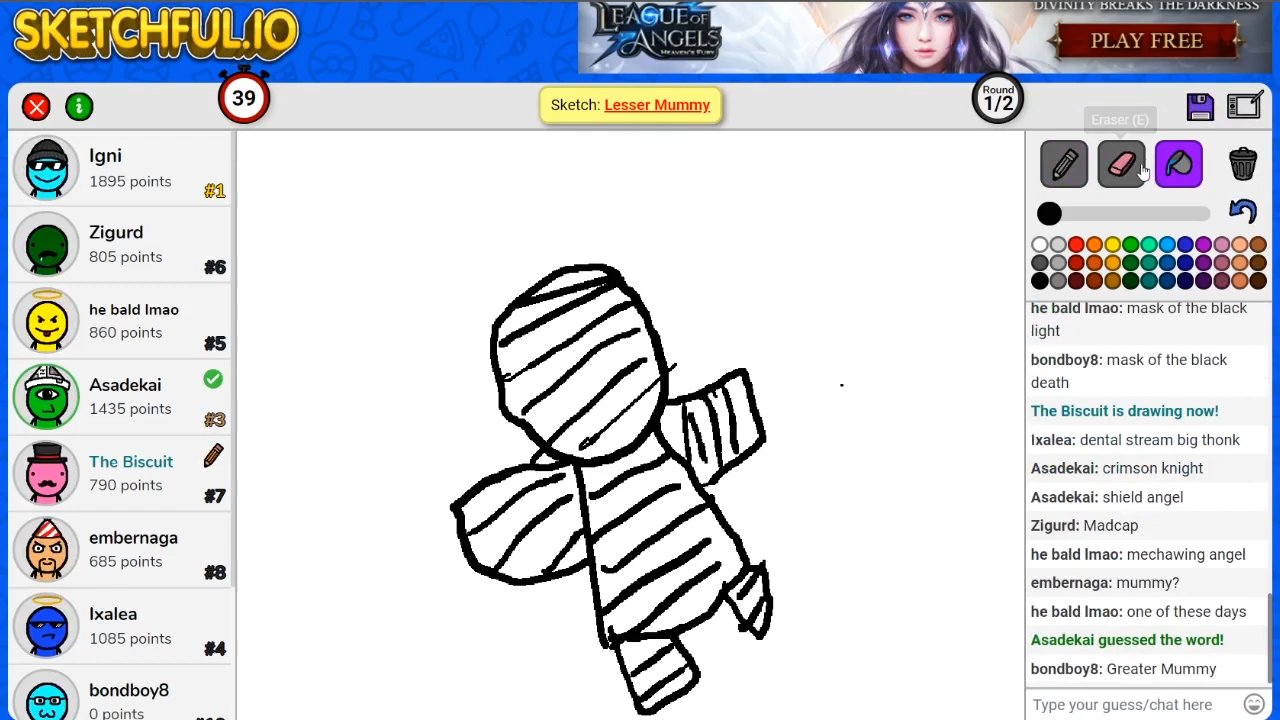 SKETCHFUL.IO
LEAGUE OF
ANGELS
HEAVEN'S FURY
DIVINITY BREAKS THE DARKNESS
PLAY FREE
39
Sketch: Lesser Mummy
Round
1/2
Eraser (E)
Igni
1895 points
#1
Zigurd
805 points
#6
he bald lmao
860 points
#5
Asadekai
1435 points
#3
The Biscuit
790 points
#7
embernaga
685 points
#8
Ixalea
1085 points
#4
bondboy8
0 points
he bald lmao: mask of the black
light
bondboy8: mask of the black
death
The Biscuit is drawing now!
Ixalea: dental stream big thonk
Asadekai: crimson knight
Asadekai: shield angel
Zigurd: Madcap
he bald lmao: mechawing angel
embernaga: mummy?
he bald lmao: one of these days
Asadekai guessed the word!
bondboy8: Greater Mummy
Type your guess/chat here